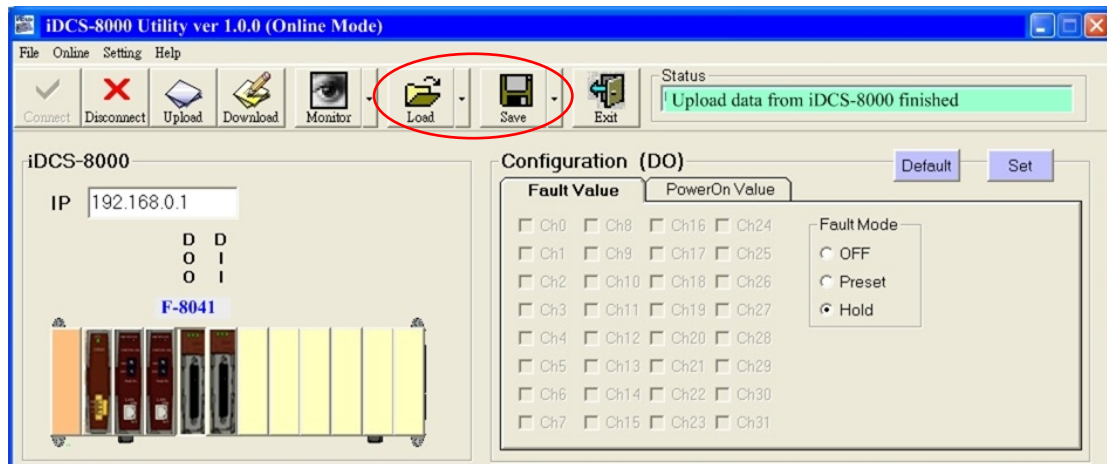 iDCS-8000 Utility ver 1.0.0 (Online Mode)
File Online Setting Help
Connect Disconnect Upload Download Monitor Load Save Exit
Status
Upload data from iDCS-8000 finished
iDCS-8000
IP 192.168.0.1
D D
O I
O I
F-8041
Configuration (DO)
Default Set
Fault Value PowerOn Value
Ch0 Ch8 Ch16 Ch24
Ch1 Ch9 Ch17 Ch25
Ch2 Ch10 Ch18 Ch26
Ch3 Ch11 Ch19 Ch27
Ch4 Ch12 Ch20 Ch28
Ch5 Ch13 Ch21 Ch29
Ch6 Ch14 Ch22 Ch30
Ch7 Ch15 Ch23 Ch31
Fault Mode
OFF
Preset
Hold